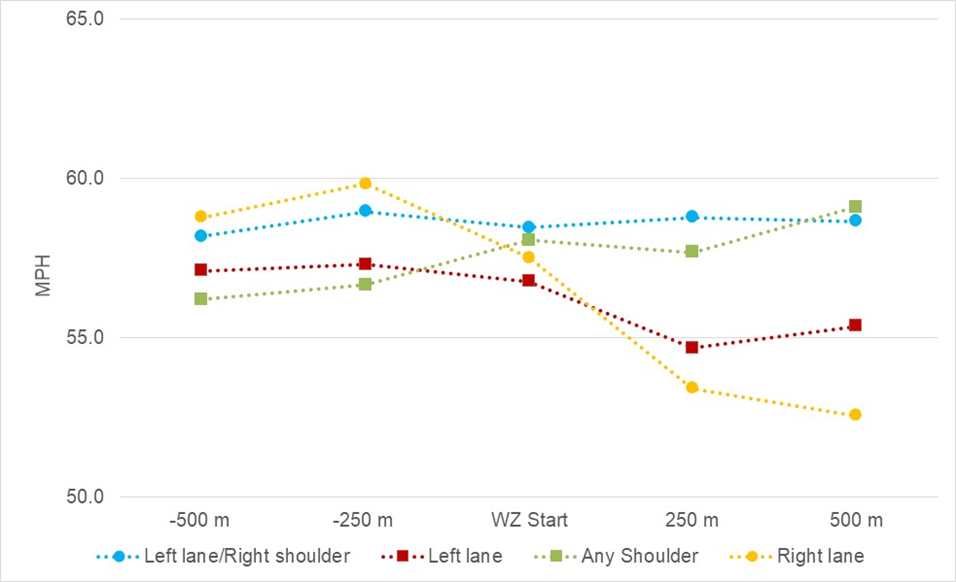 65.0
60.0
55.0
50.0
MPH
-500 m -250 m WZ Start 250 m 500 m
Left lane/Right shoulder Left lane Any Shoulder Right lane